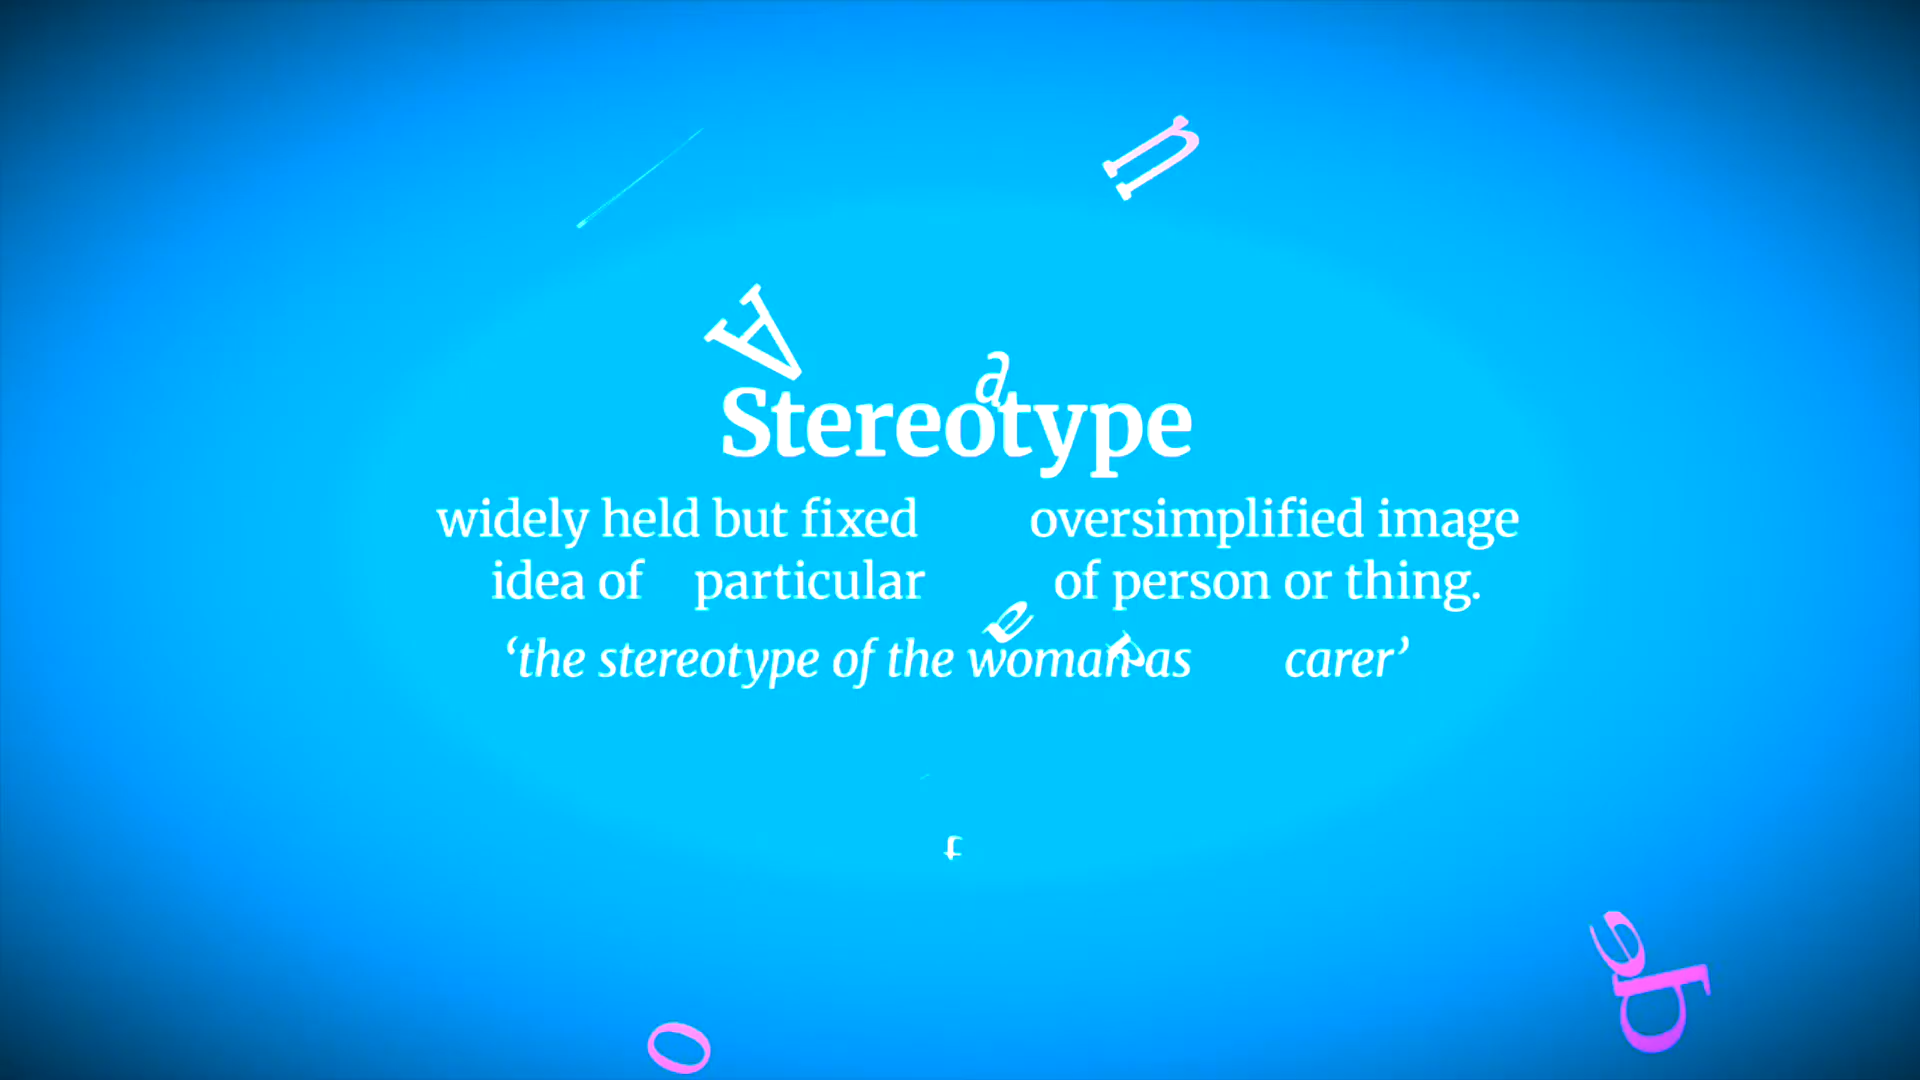 Stereotype
widely held but fixed oversimplified image
idea of particular of person or thing.
‘the stereotype of the woman as carer’